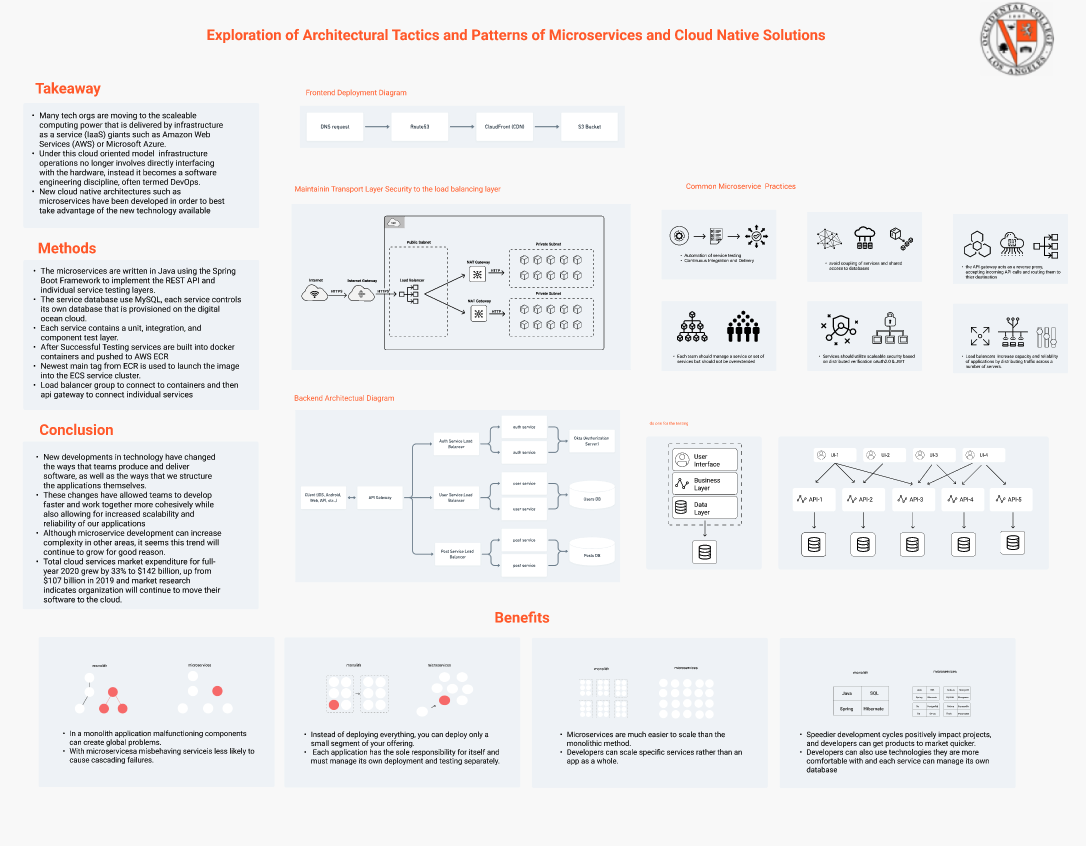 Exploration of Architectural Tactics and Patterns of Microservices and Cloud Native Solutions
OCCIDENTAL COLLEGE
1887
LOS ANGELES
Takeaway
• Many tech orgs are moving to the scaleable
computing power that is delivered by infrastructure
as a service (IaaS) giants such as Amazon Web
Services (AWS) or Microsoft Azure.
• Under this cloud oriented model infrastructure
operations no longer involves directly interfacing
with the hardware, instead it becomes a software
engineering discipline, often termed DevOps.
• New cloud native architectures such as
microservices have been developed in order to best
take advantage of the new technology available
Methods
• The microservices are written in Java using the Spring
Boot Framework to implement the REST API and
individual service testing layers.
• The service database use MySQL, each service controls
its own database that is provisioned on the digital
ocean cloud.
• Each service contains a unit, integration, and
component test layer.
• After Successful Testing services are built into docker
containers and pushed to AWS ECR
• Newest main tag from ECR is used to launch the image
into the ECS service cluster.
• Load balancer group to connect to containers and then
api gateway to connect individual services
Conclusion
• New developments in technology have changed
the ways that teams produce and deliver
software, as well as the ways that we structure
the applications themselves.
• These changes have allowed teams to develop
faster and work together more cohesively while
also allowing for increased scalability and
reliability of our applications
• Although microservice development can increase
complexity in other areas, it seems this trend will
continue to grow for good reason.
• Total cloud services market expenditure for full-
year 2020 grew by 33% to $142 billion, up from
$107 billion in 2019 and market research
indicates organization will continue to move their
software to the cloud.
Frontend Deployment Diagram
DNS request
Route53
CloudFront (CDN)
S3 Bucket
Maintainin Transport Layer Security to the load balancing layer
Public Subnet
Private Subnet
NAT Gateway
HTTP
Internet
HTTPS
Internet Gateway
HTTPS
Load Balancer
Private Subnet
NAT Gateway
HTTP
Common Microservice Practices
• Automation of service testing
• Continuous Integration and Delivery
• avoid coupling of services and shared
access to databases
• the API gateway acts as a reverse proxy,
accepting incoming API calls and routing them to
their destination
• Each team should manage a service or set of
services but should not be overextended
• Services should utilize scaleable security based
on distributed verification oAuth2.0 & JWT
• Load balancers increase capacity and reliability
of applications by distributing traffic across a
number of servers.
Backend Architectual Diagram
Client (IOS, Android,
Web, API, etc..)
API Gateway
Auth Service Load
Balancer
auth service
auth service
Okta (Authorization
Server)
User Service Load
Balancer
user service
user service
Users DB
Post Service Load
Balancer
post service
post service
Posts DB
User
Interface
Business
Layer
Data
Layer
UI-1
UI-2
UI-3
UI-4
API-1
API-2
API-3
API-4
API-5
Benefits
monolith
microservices
• In a monolith application malfunctioning components
can create global problems.
• With microservicesa misbehaving serviceis less likely to
cause cascading failures.
monolith
microservices
• Instead of deploying everything, you can deploy only a
small segment of your offering.
• Each application has the sole responsibility for itself and
must manage its own deployment and testing separately.
monolith
microservices
• Microservices are much easier to scale than the
monolithic method.
• Developers can scale specific services rather than an
app as a whole.
monolith
microservices
Java
SQL
Spring
Hibernate
• Speedier development cycles positively impact projects,
and developers can get products to market quicker.
• Developers can also use technologies they are more
comfortable with and each service can manage its own
database